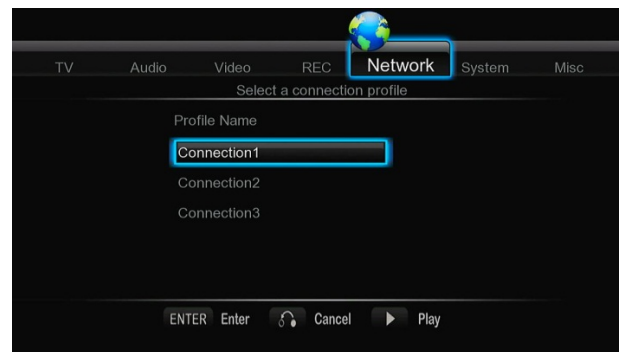 TV Audio Video REC Network System Misc
Select a connection profile
Profile Name
Connection1
Connection2
Connection3
ENTER Enter Cancel Play